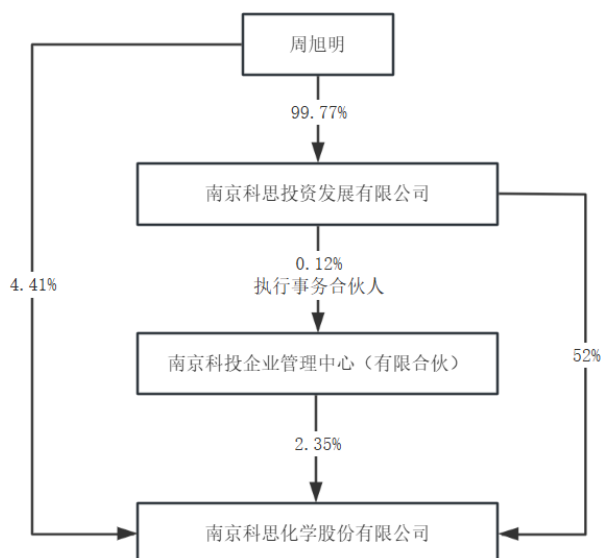 周旭明
99.77%
南京科思投资发展有限公司
0.12%
执行事务合伙人
4.41%
南京科投企业管理中心（有限合伙）
52%
2.35%
南京科思化学股份有限公司